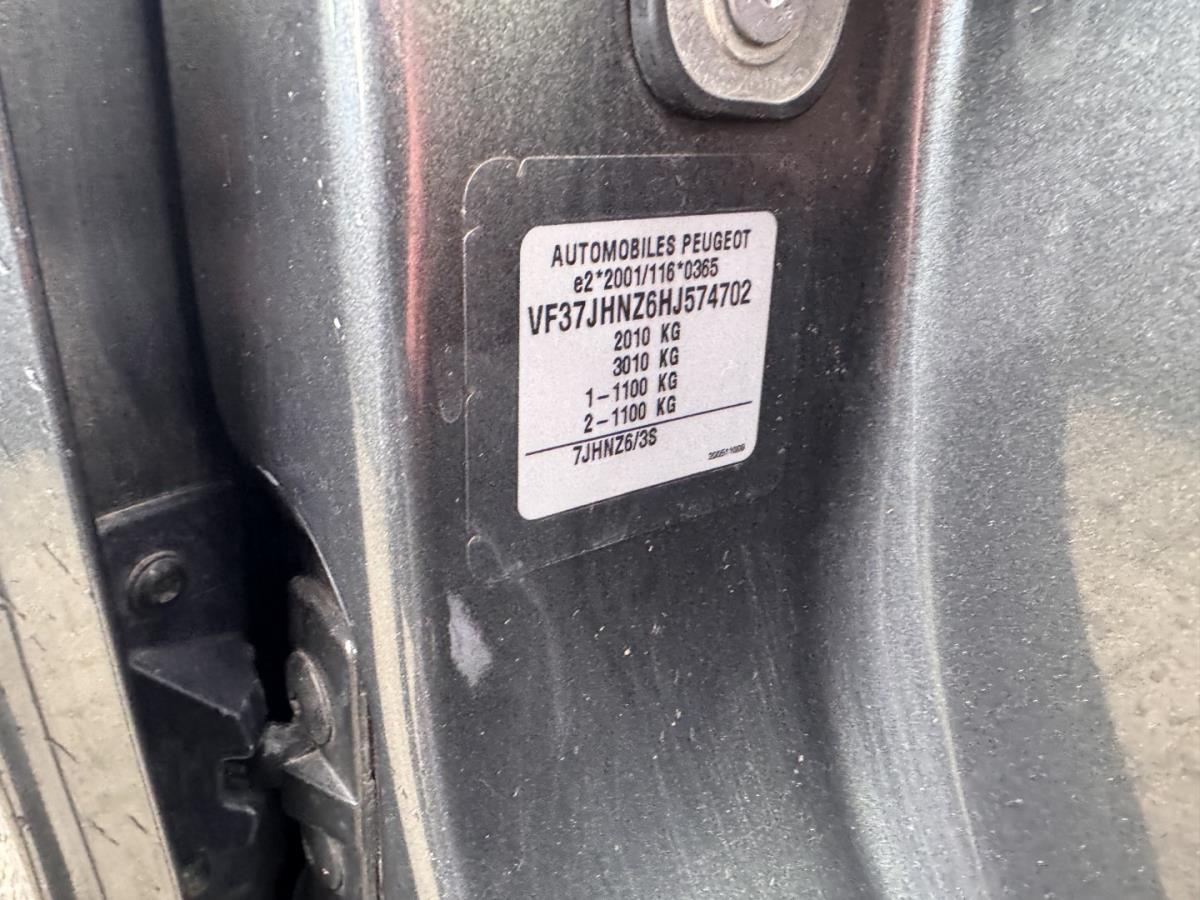 AUTOMOBILES PEUGEOT
e2*2001/116*0365
VF37JHNZ6HJ574702
2010 KG
3010 KG
1-1100 KG
2-1100 KG
7JHNZ6/3S